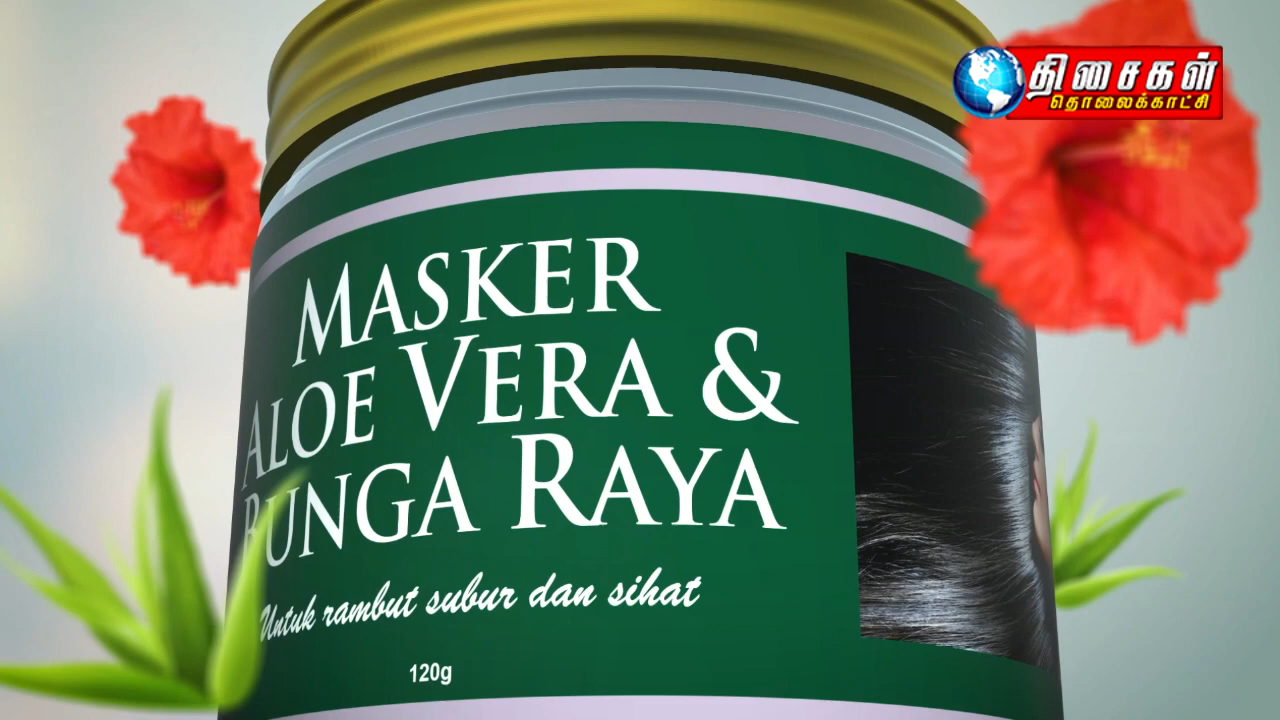 திசைகள்
தொலைக்காட்சி
MASKER
ALOE VERA &
BUNGA RAYA
Untuk rambut subur dan sihat
120g